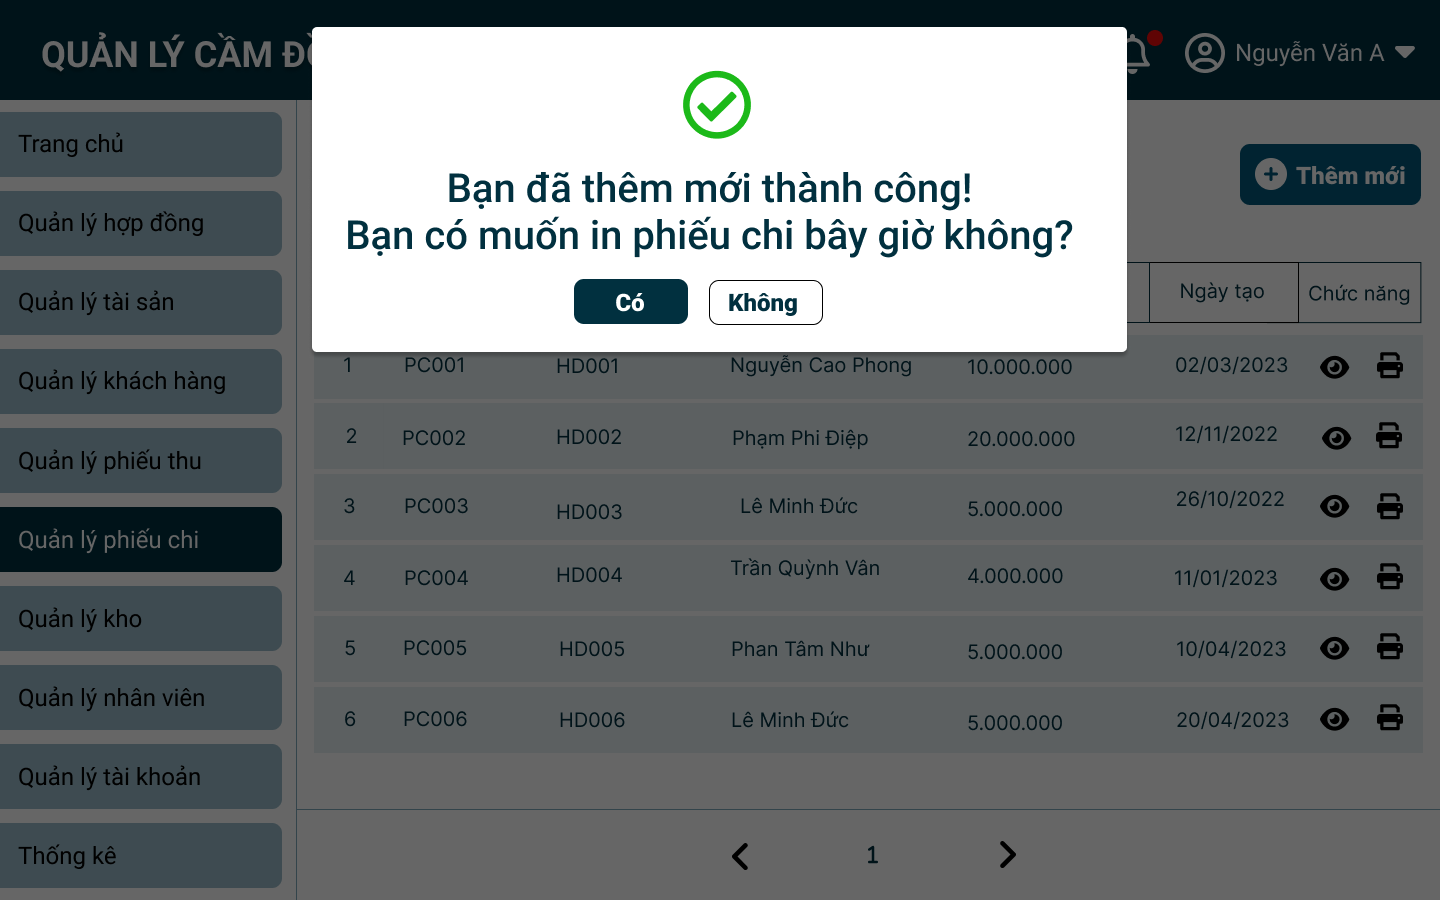 QUẢN LÝ CẦM
Nguyễn Văn A
Bạn đã thêm mới thành công!
Bạn có muốn in phiếu chi bây giờ không?
Có
Không
Trang chủ
Quản lý hợp đồng
Quản lý tài sản
Quản lý khách hàng
Quản lý phiếu thu
Quản lý phiếu chi
Quản lý kho
Quản lý nhân viên
Quản lý tài khoản
Thống kê
Thêm mới
Ngày tạo
Chức năng
1 PC001 HD001 Nguyễn Cao Phong 10.000.000 02/03/2023
2 PC002 HD002 Phạm Phi Điệp 20.000.000 12/11/2022
3 PC003 HD003 Lê Minh Đức 5.000.000 26/10/2022
4 PC004 HD004 Trần Quỳnh Vân 4.000.000 11/01/2023
5 PC005 HD005 Phan Tâm Như 5.000.000 10/04/2023
6 PC006 HD006 Lê Minh Đức 5.000.000 20/04/2023
1